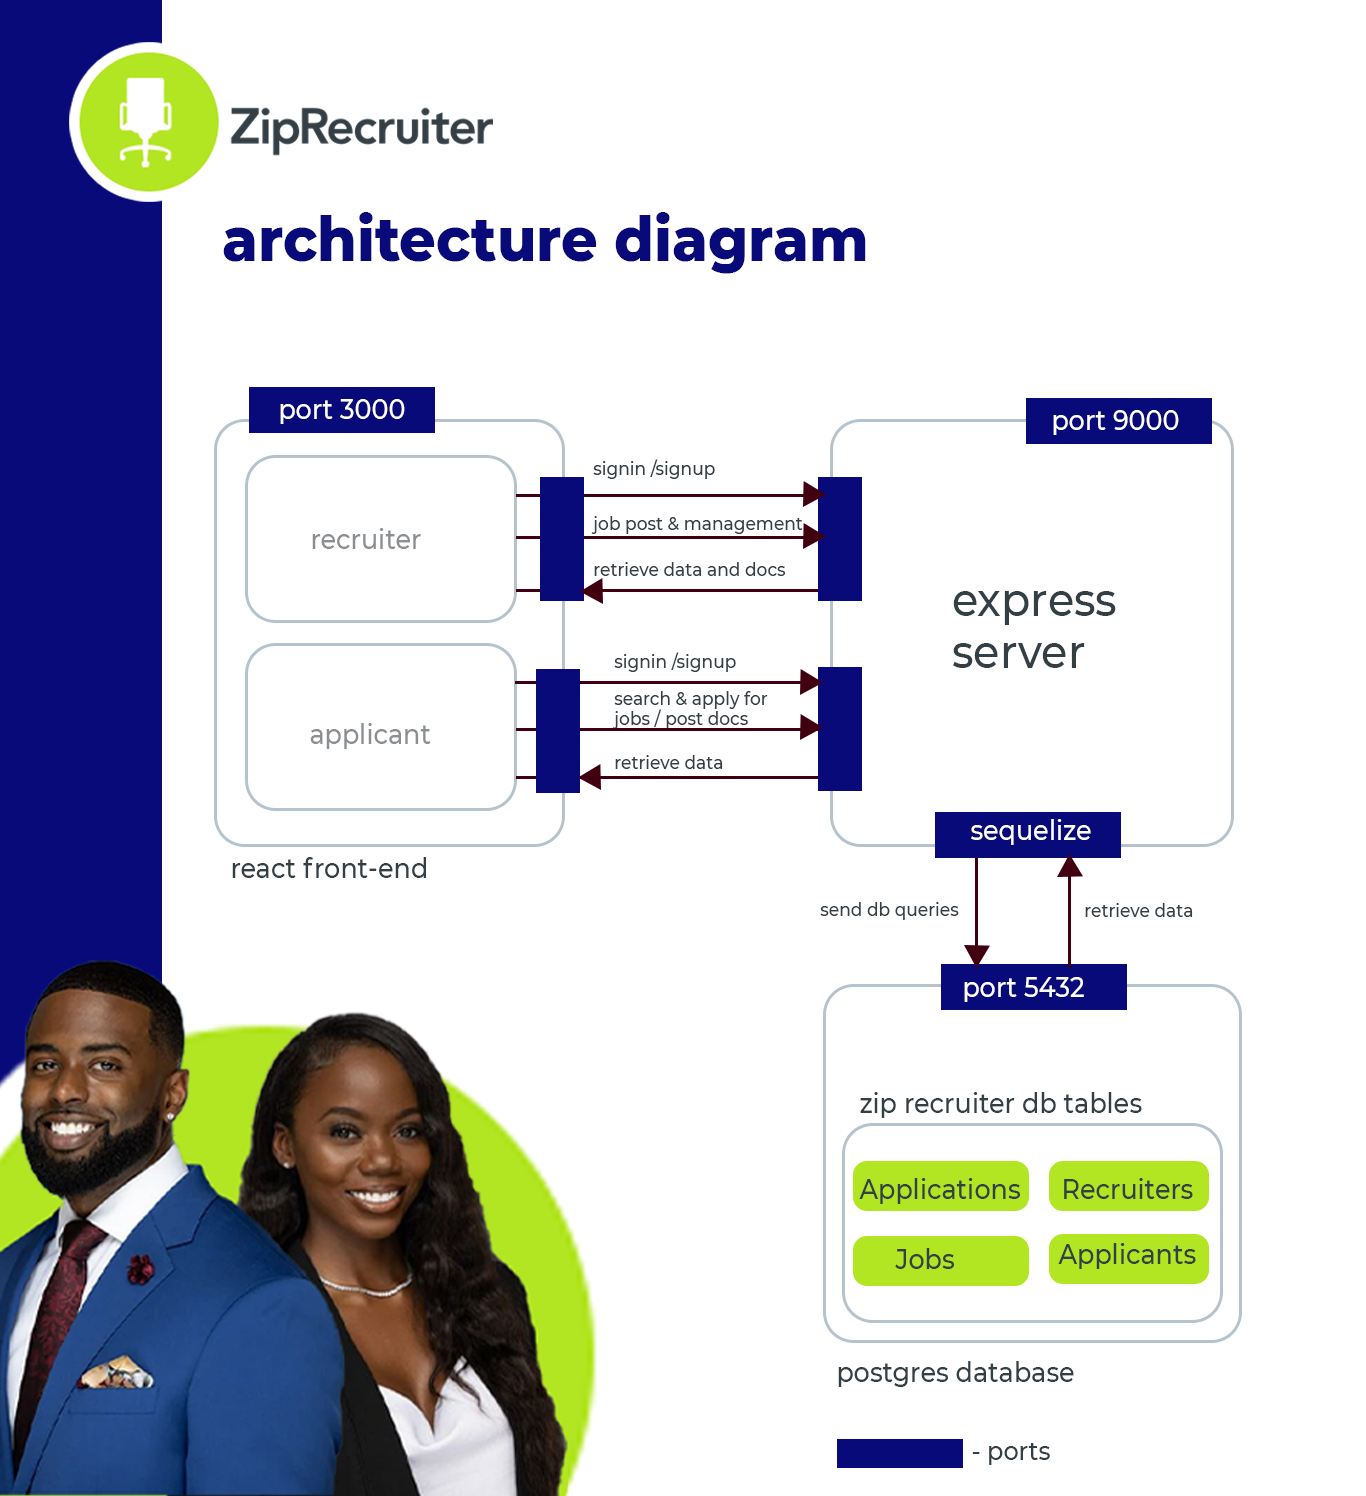 ZipRecruiter
architecture diagram
port 3000
port 9000
recruiter
signin /signup
job post & management
retrieve data and docs
express
server
applicant
signin /signup
search & apply for
jobs / post docs
retrieve data
react front-end
sequelize
send db queries
retrieve data
port 5432
zip recruiter db tables
Applications
Recruiters
Jobs
Applicants
postgres database
- ports